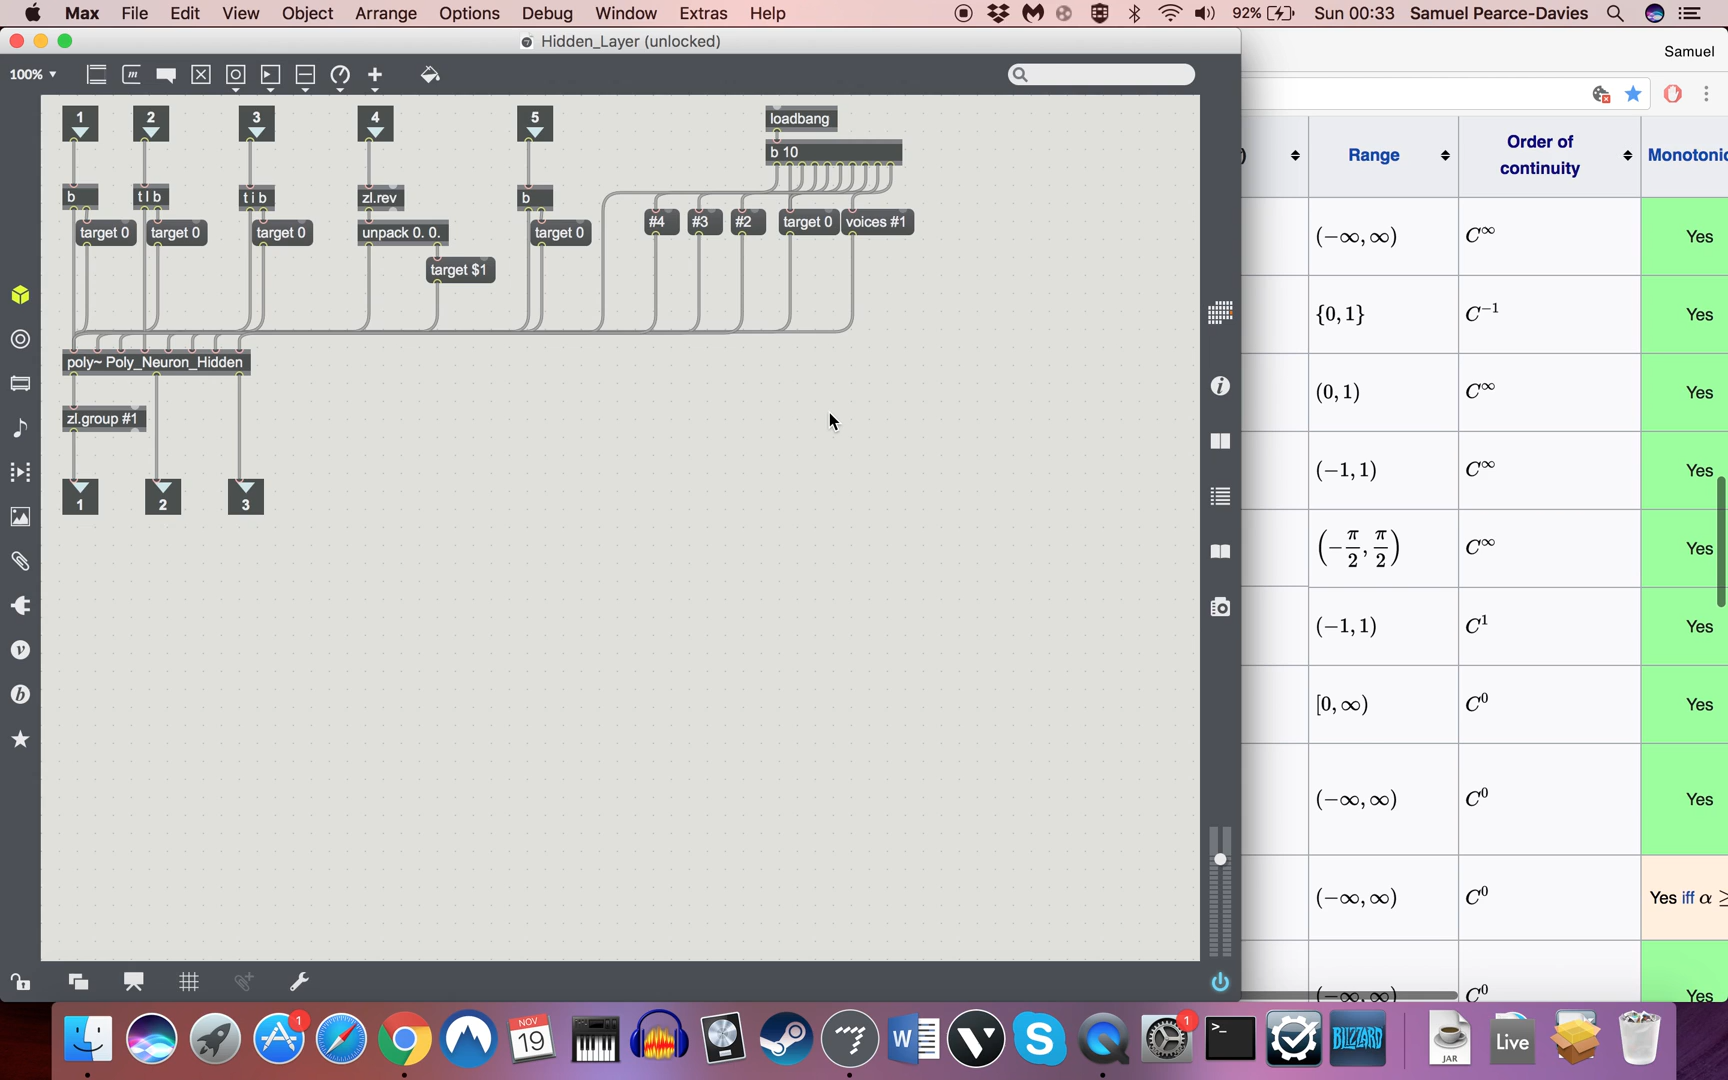 Max File Edit View Object Arrange Options Debug Window Extras Help 92% Sun 00:33 Samuel Pearce-Davies
Hidden_Layer (unlocked)
Samuel
100%
1 2 3 4 5
loadbang
b 10
b t l b t i b zl.rev b
target 0 target 0 target 0 unpack 0. 0. target 0
#4 #3 #2 target 0 voices #1
target $1
poly~ Poly_Neuron_Hidden
zl.group #1
1 2 3
) Range Order of continuity Monotonic
(−∞,∞) C∞ Yes
{0,1} C−1 Yes
(0,1) C∞ Yes
(−1,1) C∞ Yes
(−π/2, π/2) C∞ Yes
(−1,1) C1 Yes
[0,∞) C0 Yes
(−∞,∞) C0 Yes
(−∞,∞) C0 Yes iff α ≥
(−∞,∞) C0 Yes
1 NOV 19 W S 1 >_ BLIZZARD JAR Live